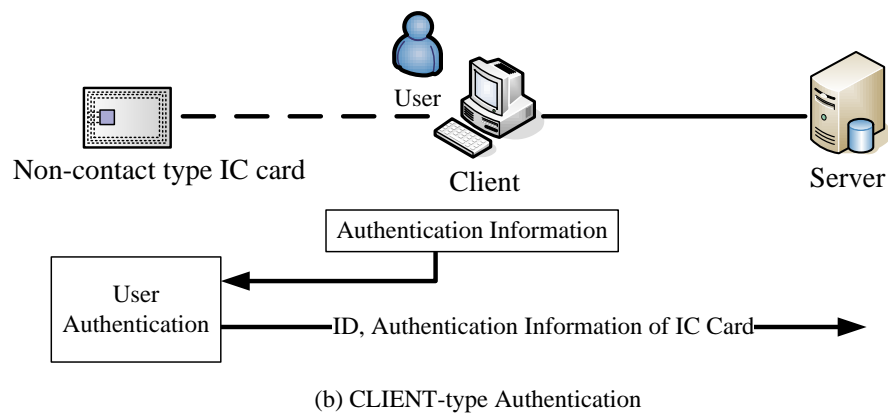 User
Non-contact type IC card
Client
Server
Authentication Information
User
Authentication
ID, Authentication Information of IC Card
(b) CLIENT-type Authentication